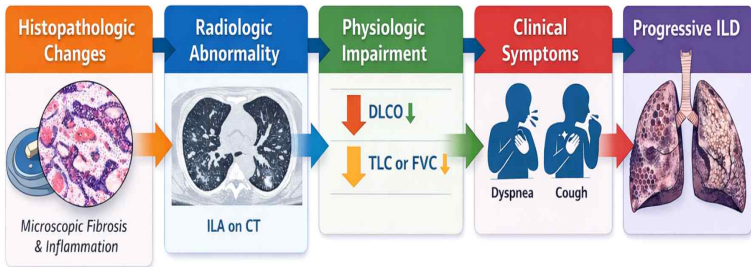 Histopathologic
Changes
Microscopic Fibrosis
& Inflammation
Radiologic
Abnormality
ILA on CT
Physiologic
Impairment
DLCO
TLC or FVC
Clinical
Symptoms
Dyspnea
Cough
Progressive ILD